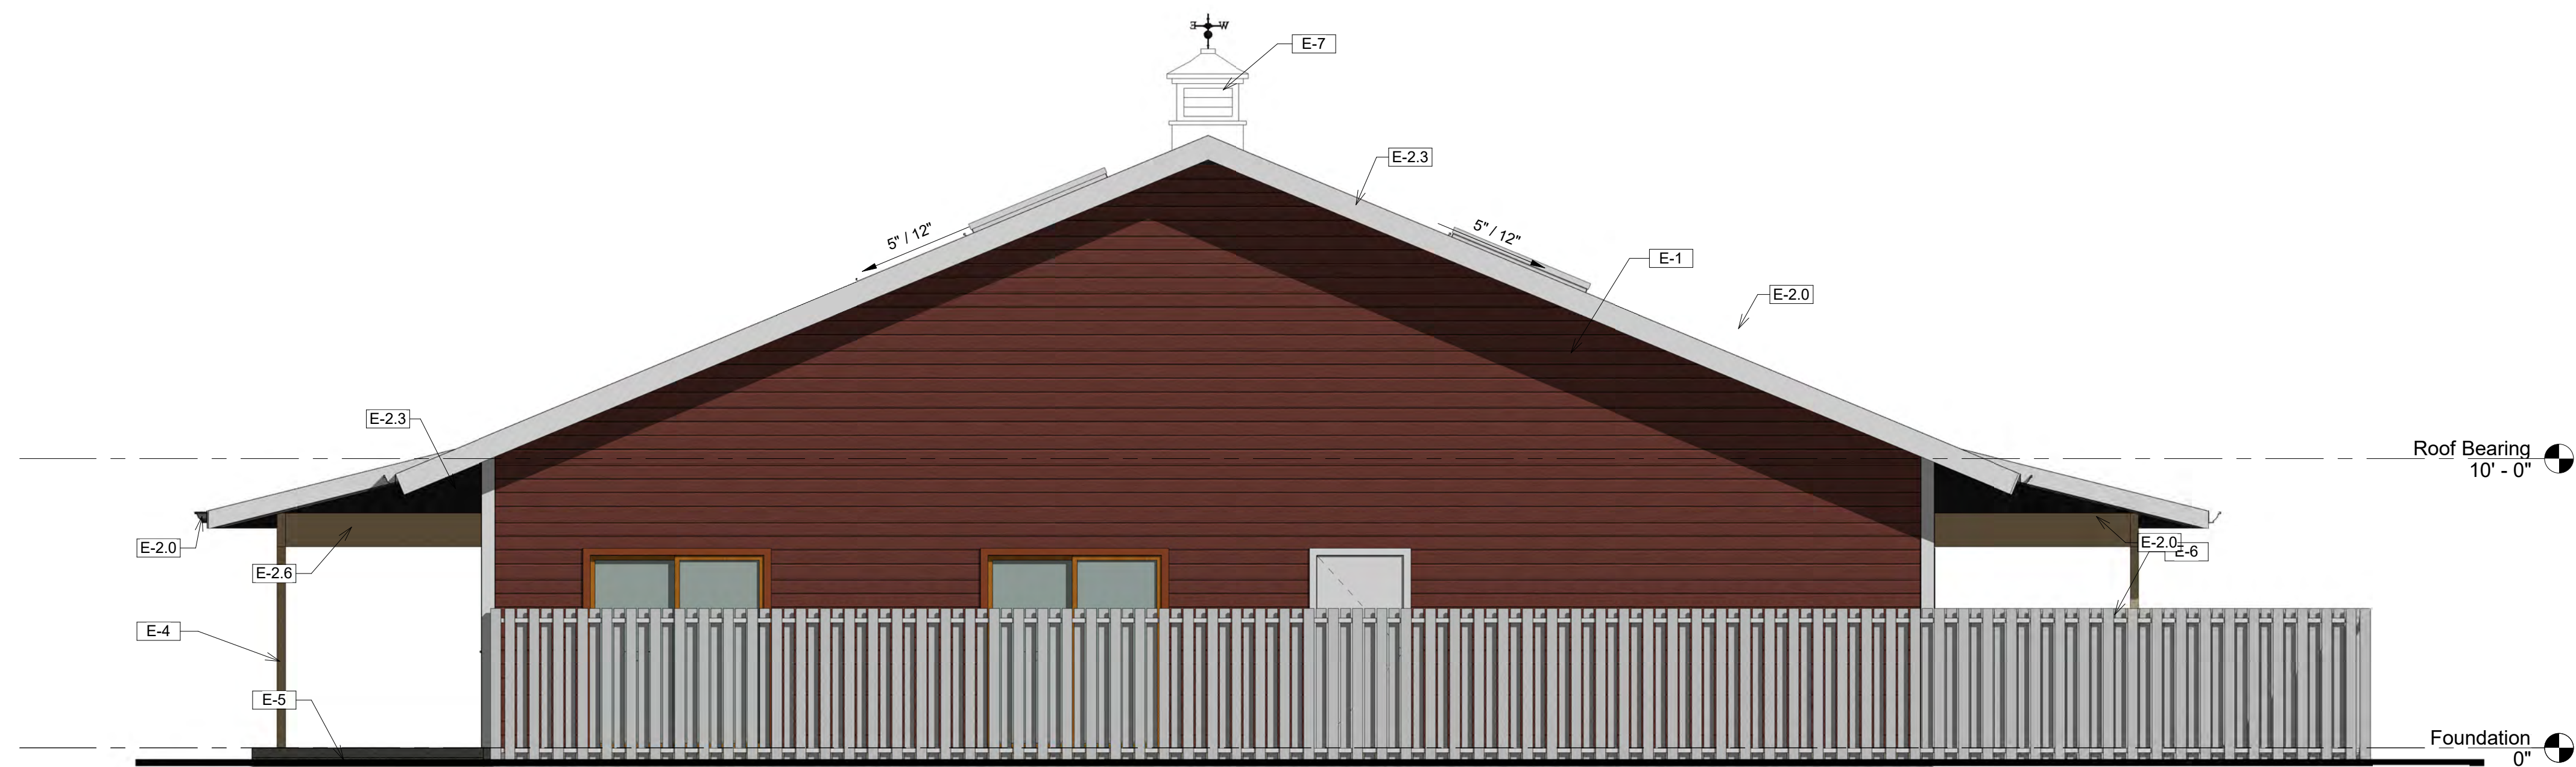 E W
E-7
E-2.3
5" / 12"
5" / 12"
E-1
E-2.0
E-2.3
Roof Bearing
10' - 0"
E-2.0
E-2.0
E-6
E-2.6
E-4
E-5
Foundation
0"